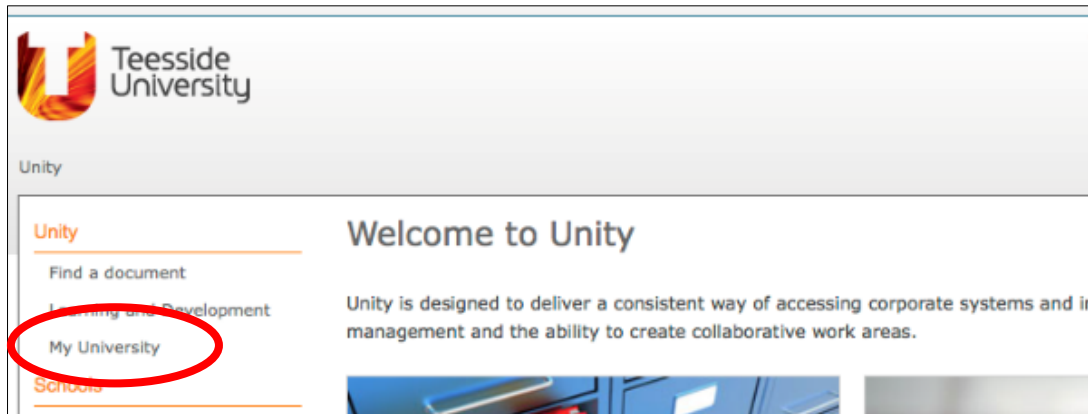 Teesside
University
Unity
Unity
Find a document
Learning and Development
My University
Schools
Welcome to Unity
Unity is designed to deliver a consistent way of accessing corporate systems and
management and the ability to create collaborative work areas.